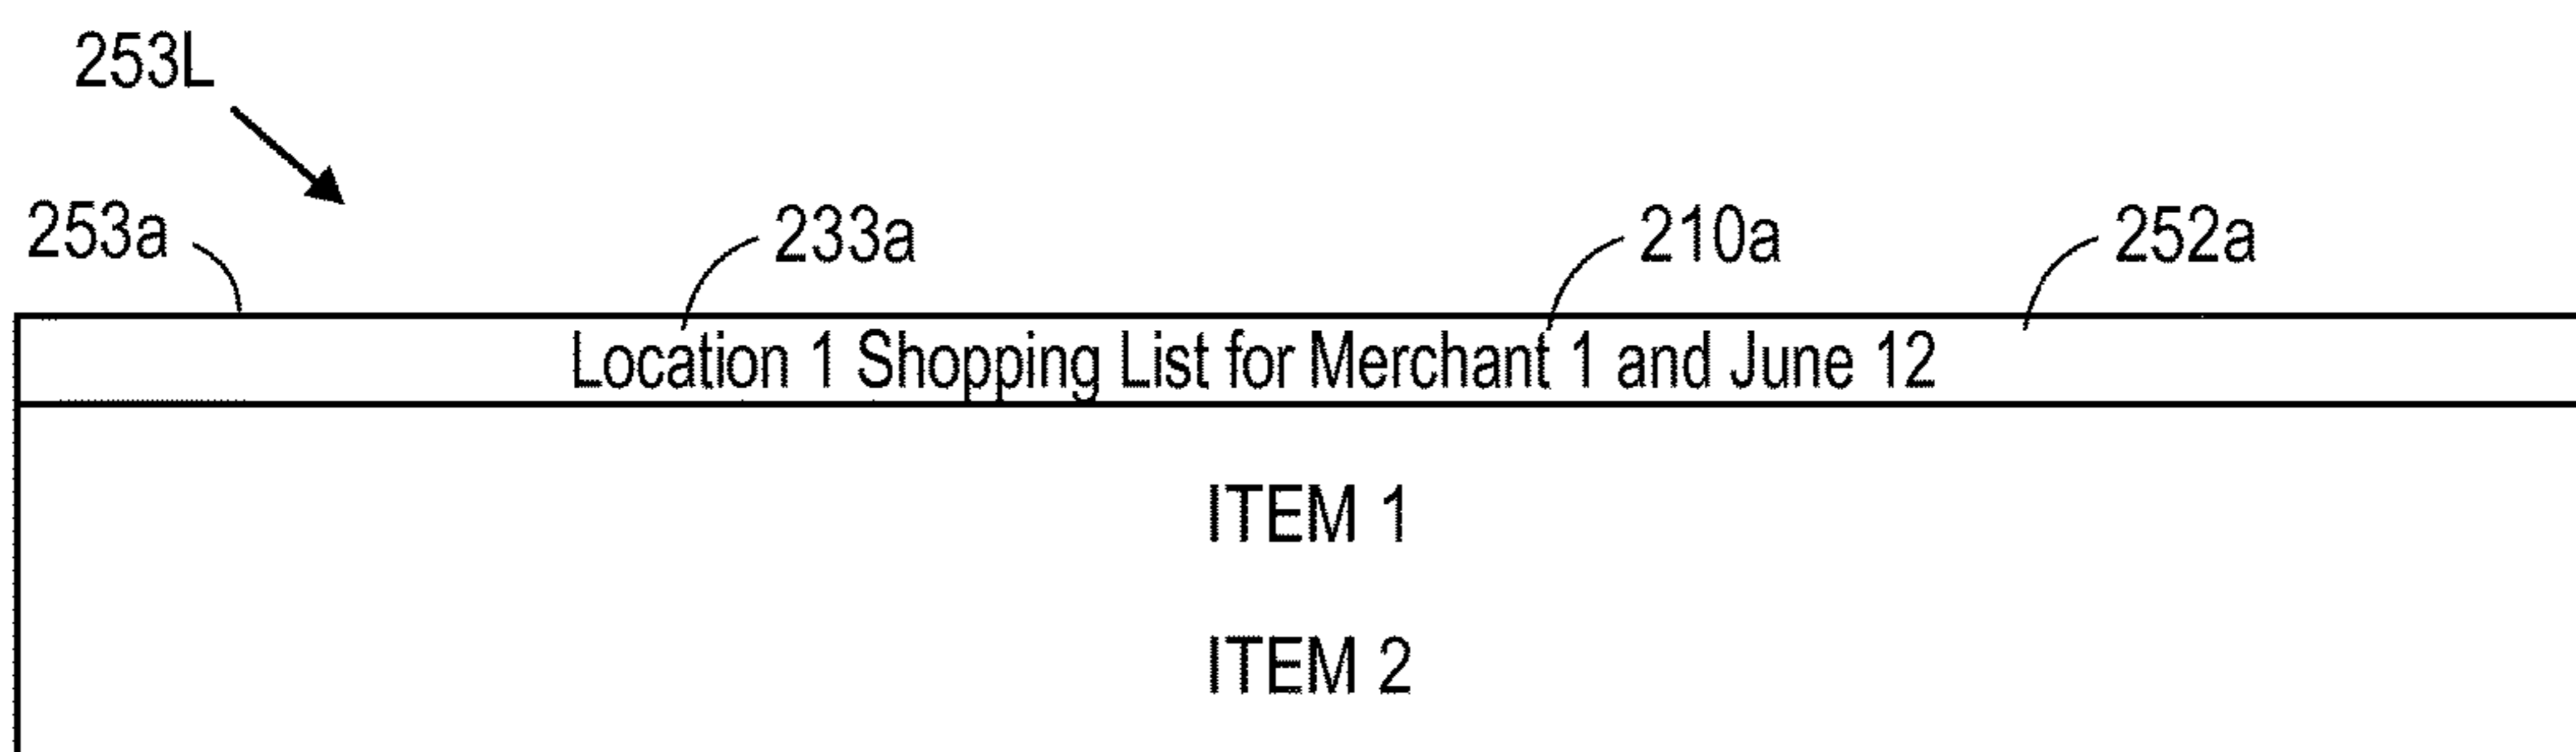 253L
253a 233a 210a 252a
Location 1 Shopping List for Merchant 1 and June 12
ITEM 1
ITEM 2